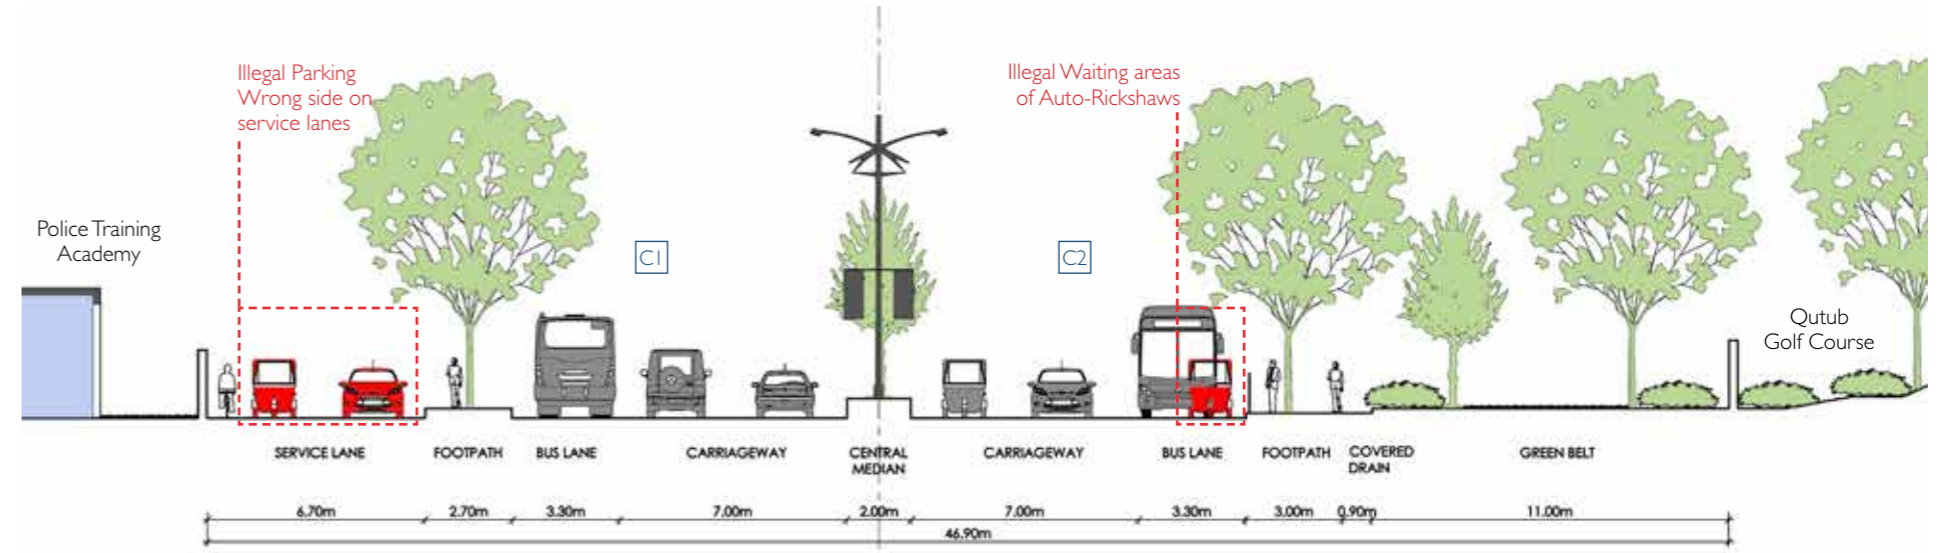 Illegal Parking
Wrong side on
service lanes
Illegal Waiting areas
of Auto-Rickshaws
Police Training
Academy
C1
C2
Qutub
Golf Course
SERVICE LANE
FOOTPATH
BUS LANE
CARRIAGEWAY
CENTRAL
MEDIAN
CARRIAGEWAY
BUS LANE
FOOTPATH
COVERED
DRAIN
GREEN BELT
6.70m
2.70m
3.30m
7.00m
2.00m
7.00m
3.30m
3.00m
0.90m
11.00m
46.90m